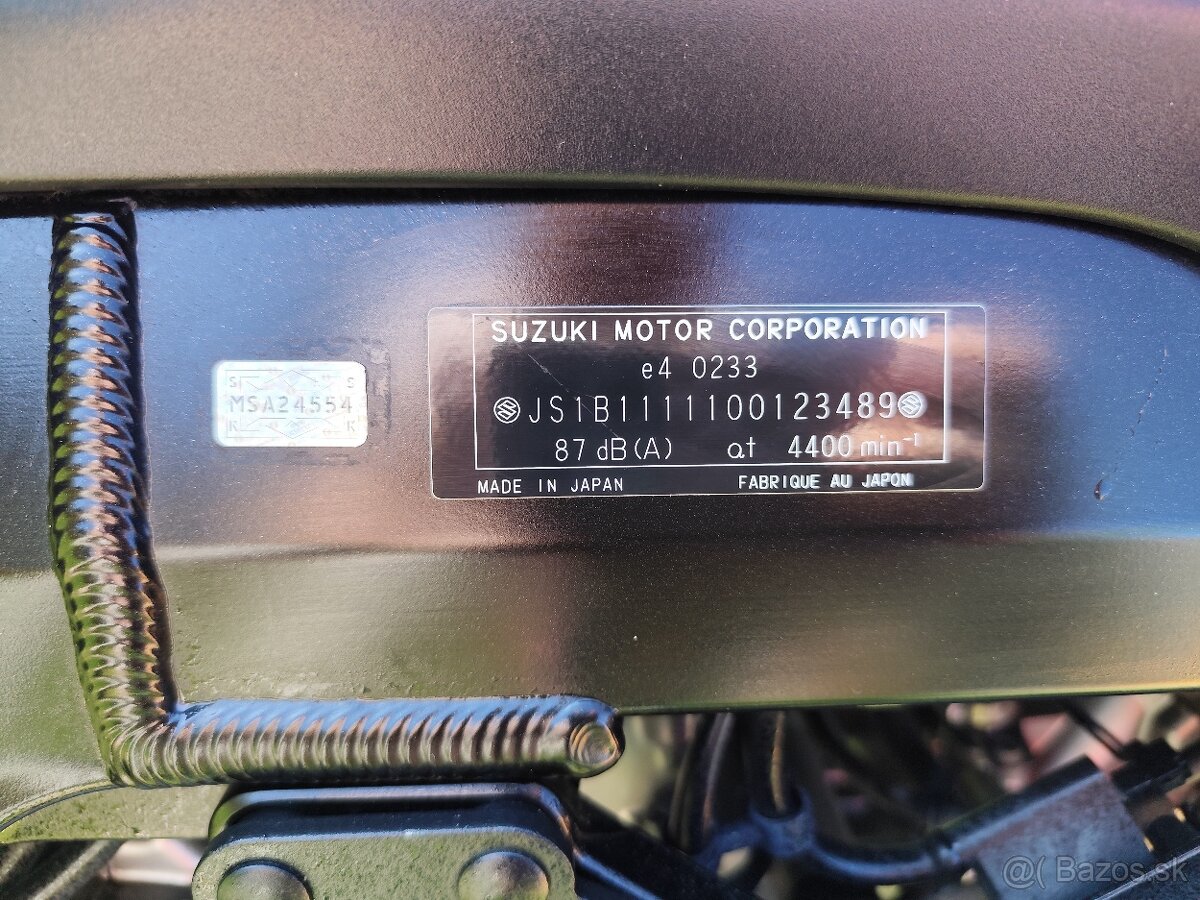 SUZUKI MOTOR CORPORATION
e4 0233
JS1B1111100123489
87 dB(A) at 4400 min⁻¹
MADE IN JAPAN FABRIQUE AU JAPON
S S
MSA24554
K R
@( Bazos.sk